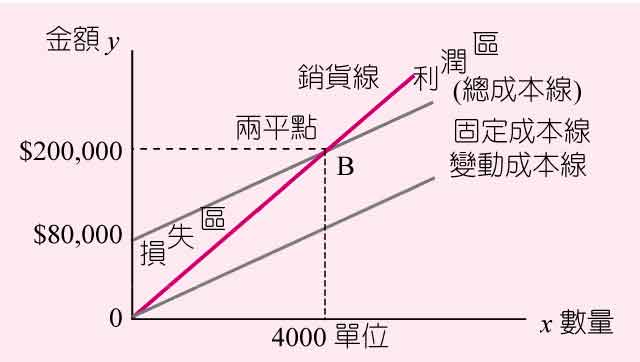 金額 y
銷貨線
利潤區
(總成本線)
兩平點
固定成本線
$200,000
B
變動成本線
損失區
$80,000
0
4000 單位
x 數量